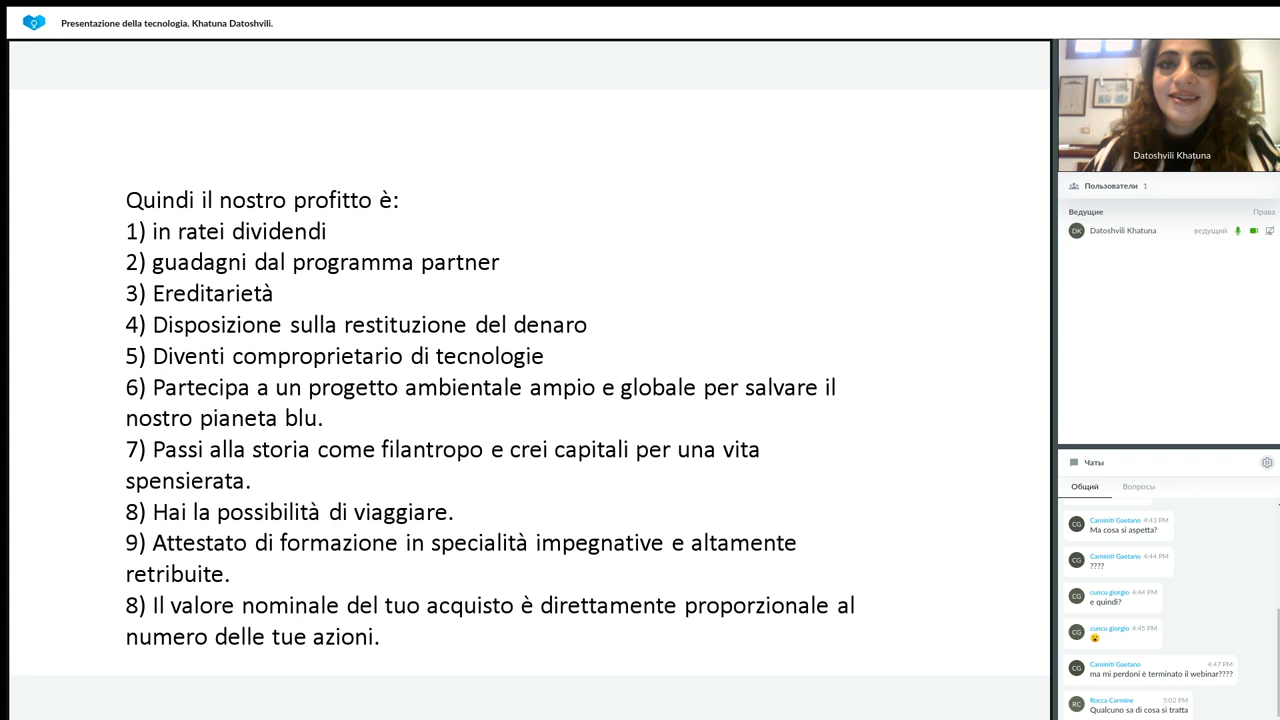 Presentazione della tecnologia. Khatuna Datoshvili.
Quindi il nostro profitto è:
1) in ratei dividendi
2) guadagni dal programma partner
3) Ereditarietà
4) Disposizione sulla restituzione del denaro
5) Diventi comproprietario di tecnologie
6) Partecipa a un progetto ambientale ampio e globale per salvare il
nostro pianeta blu.
7) Passi alla storia come filantropo e crei capitali per una vita
spensierata.
8) Hai la possibilità di viaggiare.
9) Attestato di formazione in specialità impegnative e altamente
retribuite.
8) Il valore nominale del tuo acquisto è direttamente proporzionale al
numero delle tue azioni.
Datoshvili Khatuna
Пользователи 1
Ведущие Права
DK Datoshvili Khatuna ведущий
Чаты
Общий Вопросы
CG Caminiti Gaetano 4:43 PM
Ma cosa si aspetta?
CG Caminiti Gaetano 4:44 PM
????
CG cuncu giorgio 4:44 PM
e quindi?
CG cuncu giorgio 4:45 PM
😮
CG Caminiti Gaetano 4:47 PM
ma mi perdoni è terminato il webinar????
RC Rocca Carmine 5:02 PM
Qualcuno sa di cosa si tratta